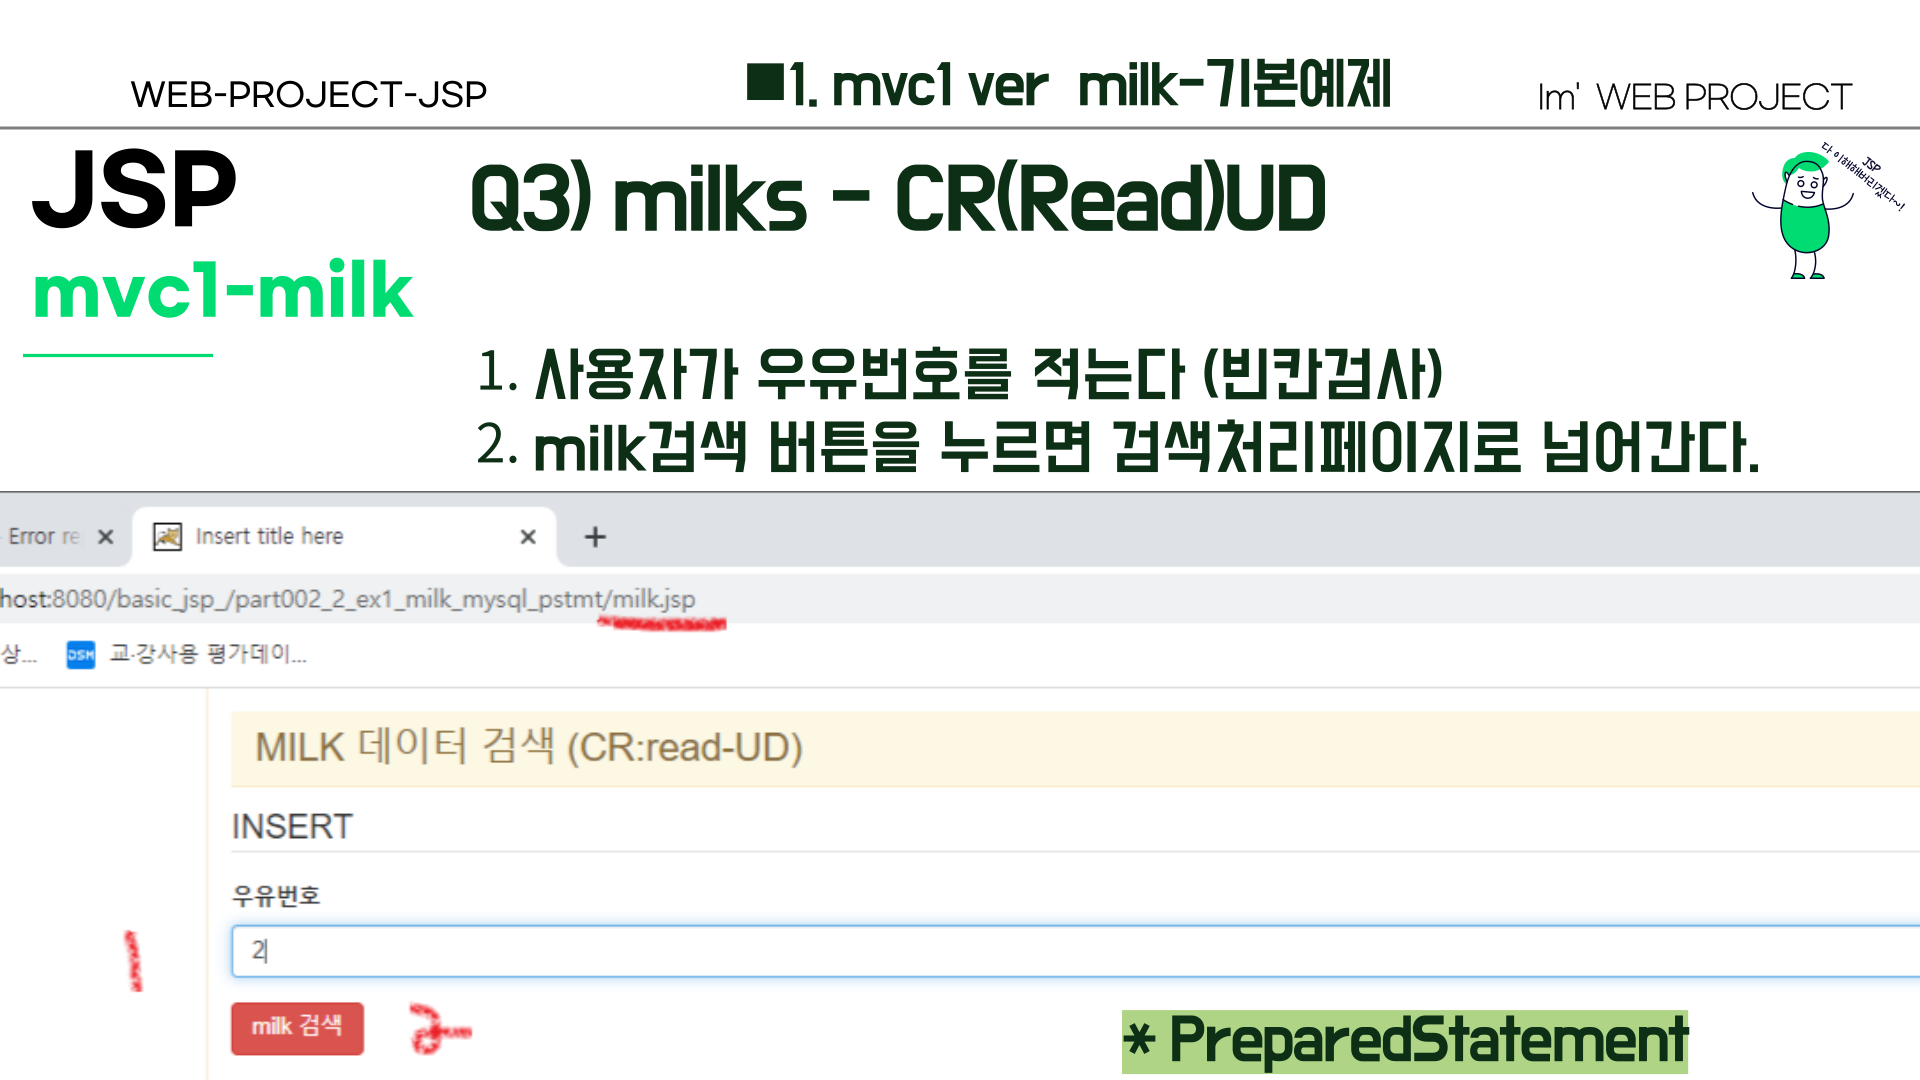 WEB-PROJECT-JSP
■1. mvc1 ver milk-기본예제
Im' WEB PROJECT
JSP
mvc1-milk
Q3) milks - CR(Read)UD
JSP
다 이해해버리겠다~!
1. 사용자가 우유번호를 적는다 (빈칸검사)
2. milk검색 버튼을 누르면 검색처리페이지로 넘어간다.
Error re
Insert title here
host:8080/basic_jsp_/part002_2_ex1_milk_mysql_pstmt/milk.jsp
상...
DSM
교·강사용 평가데이...
MILK 데이터 검색 (CR:read-UD)
INSERT
우유번호
1
2
milk 검색
2
* PreparedStatement